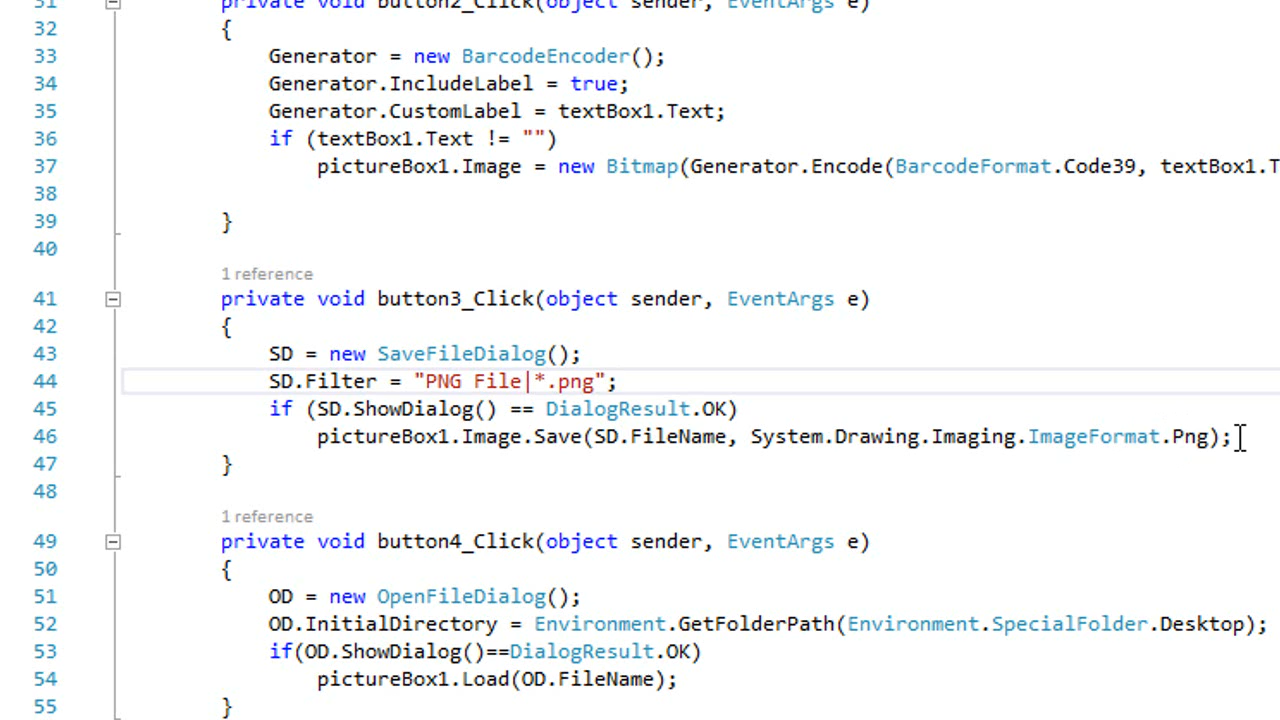 31 private void button2_Click(object sender, EventArgs e)
32 {
33 Generator = new BarcodeEncoder();
34 Generator.IncludeLabel = true;
35 Generator.CustomLabel = textBox1.Text;
36 if (textBox1.Text != "")
37 pictureBox1.Image = new Bitmap(Generator.Encode(BarcodeFormat.Code39, textBox1.T
38
39 }
40
1 reference
41 private void button3_Click(object sender, EventArgs e)
42 {
43 SD = new SaveFileDialog();
44 SD.Filter = "PNG File|*.png";
45 if (SD.ShowDialog() == DialogResult.OK)
46 pictureBox1.Image.Save(SD.FileName, System.Drawing.Imaging.ImageFormat.Png);
47 }
48
1 reference
49 private void button4_Click(object sender, EventArgs e)
50 {
51 OD = new OpenFileDialog();
52 OD.InitialDirectory = Environment.GetFolderPath(Environment.SpecialFolder.Desktop);
53 if(OD.ShowDialog()==DialogResult.OK)
54 pictureBox1.Load(OD.FileName);
55 }